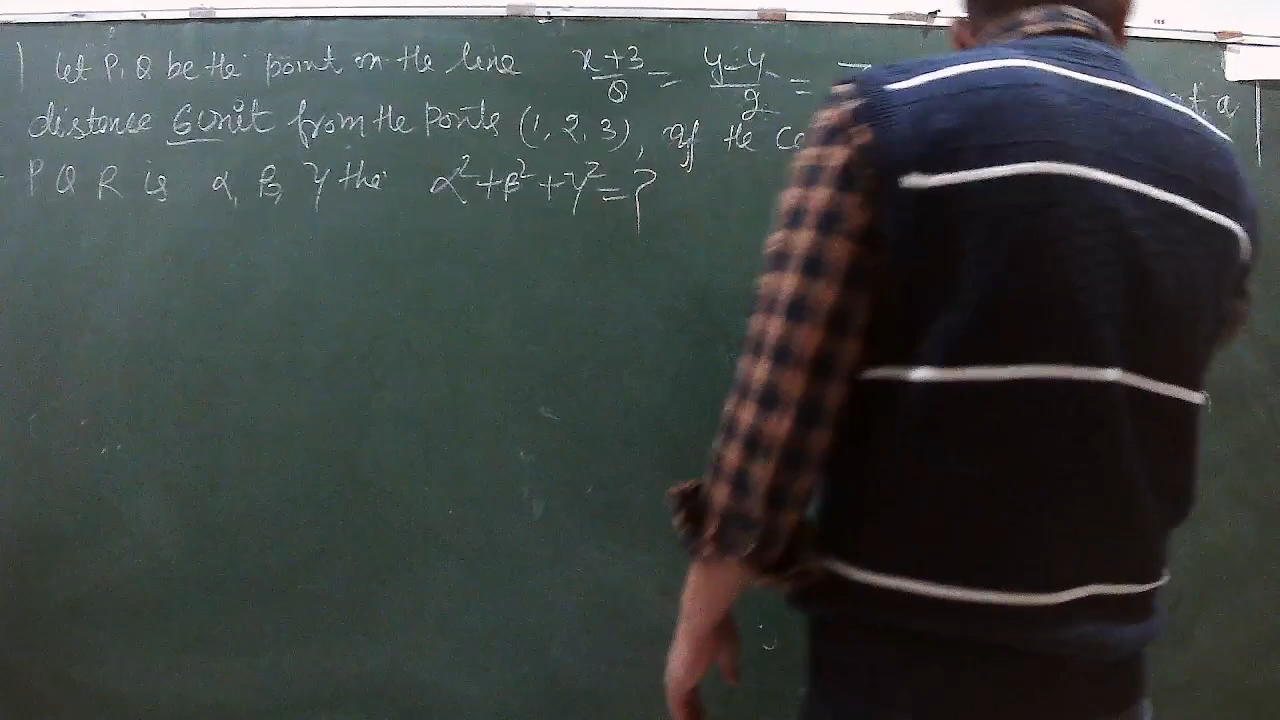 1 Let P, Q be the point on the line x+3/8 = y-4/2 =
distance 6 unit from the Points (1, 2, 3), If the
P Q R is α, β, γ the α²+β²+γ²=?